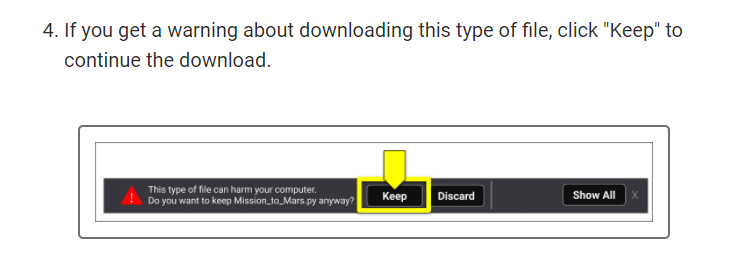 4. If you get a warning about downloading this type of file, click "Keep" to
continue the download.
This type of file can harm your computer.
Do you want to keep Mission_to_Mars.py anyway?
Keep
Discard
Show All
X